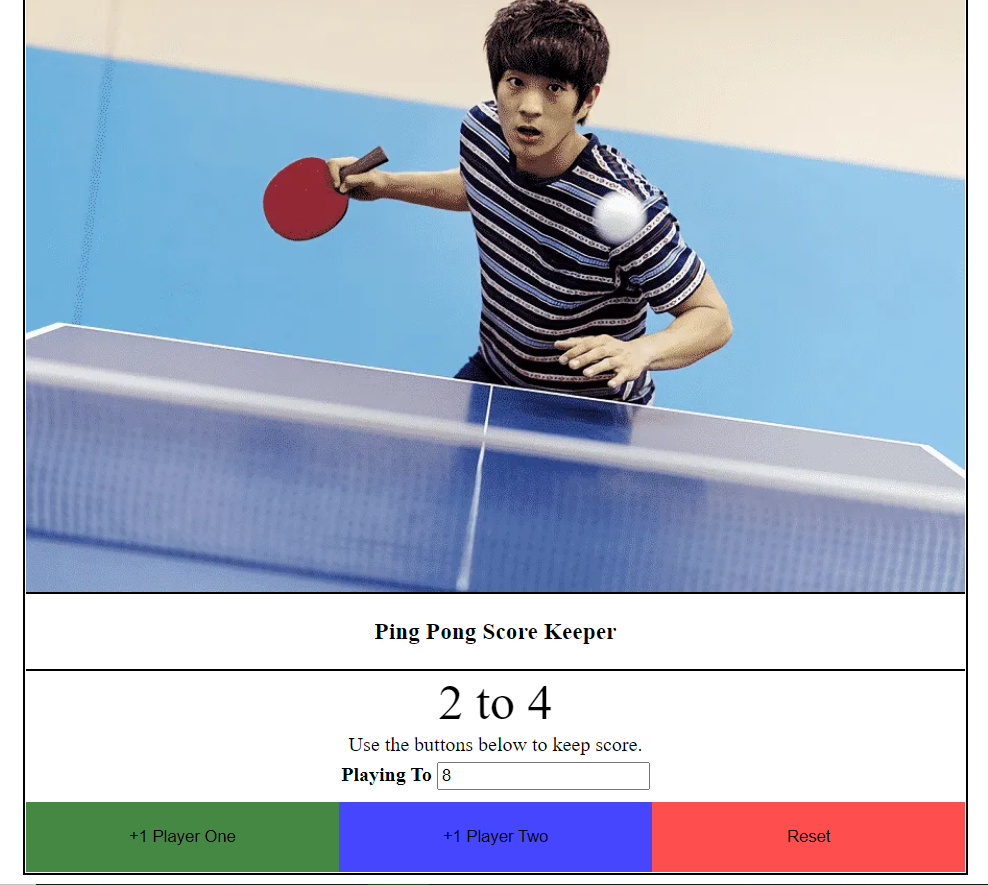 Ping Pong Score Keeper
2 to 4
Use the buttons below to keep score.
Playing To 8
+1 Player One +1 Player Two Reset